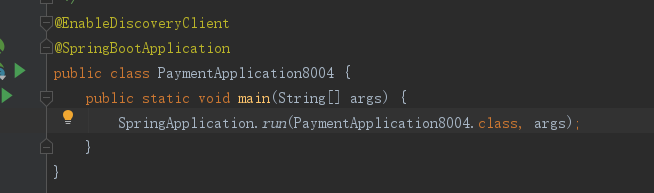 @EnableDiscoveryClient
@SpringBootApplication
public class PaymentApplication8004 {
    public static void main(String[] args) {
        SpringApplication.run(PaymentApplication8004.class, args);
    }
}